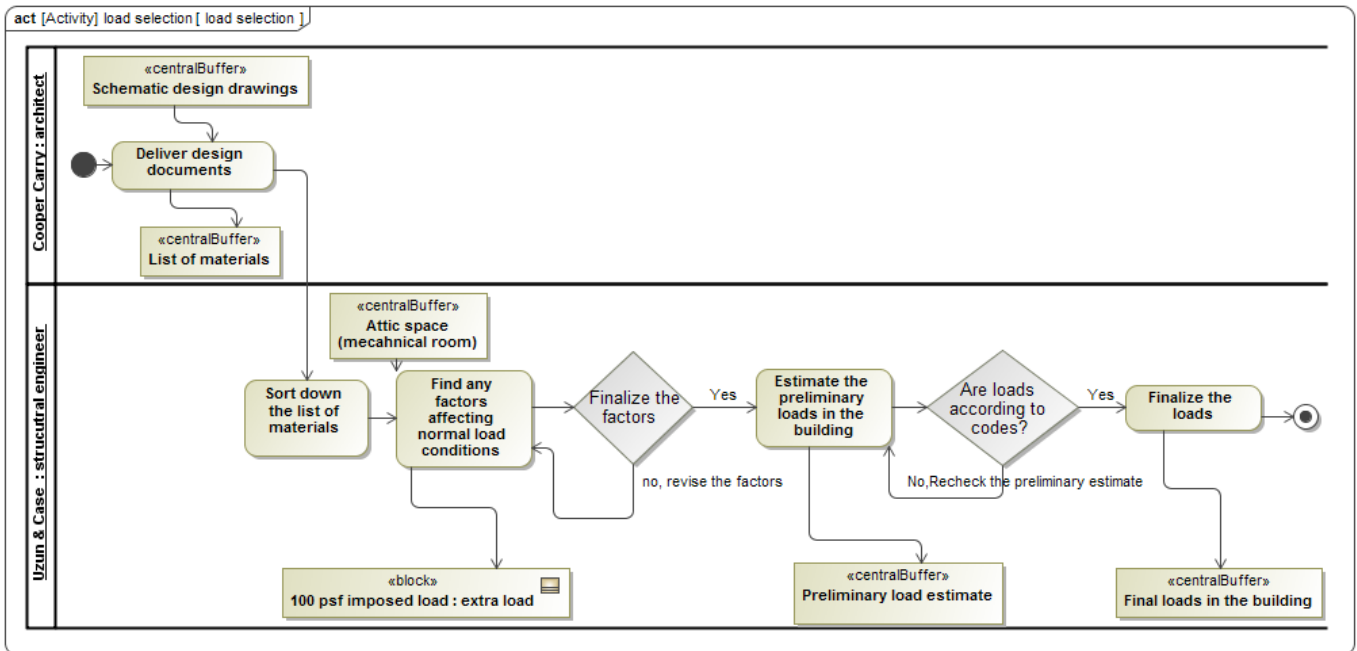 act [Activity] load selection [ load selection ]
Cooper Carry : architect
«centralBuffer»
Schematic design drawings
Deliver design
documents
«centralBuffer»
List of materials
Uzun & Case : strucutral engineer
«centralBuffer»
Attic space
(mecahnical room)
Sort down
the list of
materials
Find any
factors
affecting
normal load
conditions
Finalize the
factors
Yes
no, revise the factors
Estimate the
preliminary
loads in the
building
Are loads
according to
codes?
Yes
No,Recheck the preliminary estimate
Finalize the
loads
«block»
100 psf imposed load : extra load
«centralBuffer»
Preliminary load estimate
«centralBuffer»
Final loads in the building